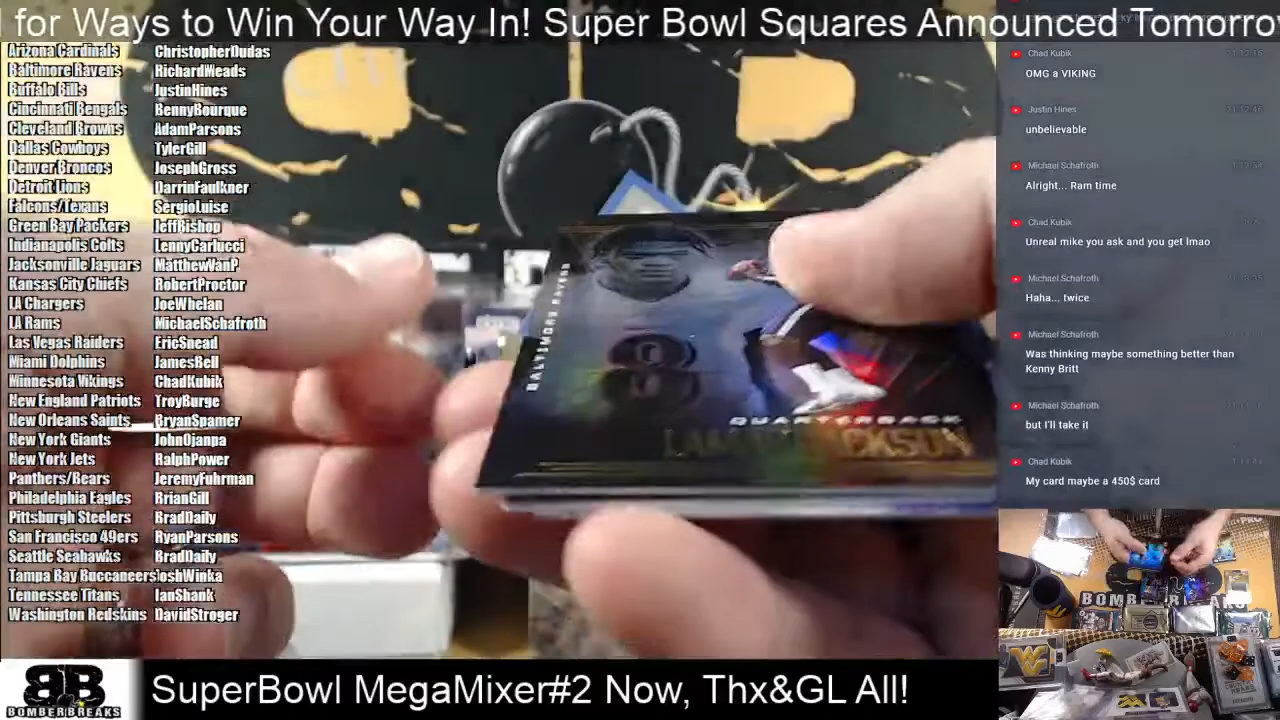 for Ways to Win Your Way In! Super Bowl Squares Announced Tomorro
Arizona Cardinals ChristopherDudas
Baltimore Ravens RichardWeads
Buffalo Bills JustinHines
Cincinnati Bengals RennyBourque
Cleveland Browns AdamParsons
Dallas Cowboys TylerGill
Denver Broncos JosephGross
Detroit Lions DarrinFaulkner
Falcons/Texans SergioLuise
Green Bay Packers JeffBishop
Indianapolis Colts LennyCarlucci
Jacksonville Jaguars MatthewVanP
Kansas City Chiefs RobertProctor
LA Chargers JoeWhelan
LA Rams MichaelSchafroth
Las Vegas Raiders EricSnead
Miami Dolphins JamesBell
Minnesota Vikings ChadKubik
New England Patriots TroyBurge
New Orleans Saints BryanSpamer
New York Giants JohnOjanpa
New York Jets RalphPower
Panthers/Bears JeremyFuhrman
Philadelphia Eagles BrianGill
Pittsburgh Steelers BradDaily
San Francisco 49ers RyanParsons
Seattle Seahawks BradDaily
Tampa Bay Buccaneers JoshWinka
Tennessee Titans IanShank
Washington Redskins DavidStroger
BALTIMORE RAVENS
QUARTERBACK
LAMAR JACKSON
Chad Kubik
OMG a VIKING
Justin Hines
unbelievable
Michael Schafroth
Alright... Ram time
Chad Kubik
Unreal mike you ask and you get lmao
Michael Schafroth
Haha... twice
Michael Schafroth
Was thinking maybe something better than
Kenny Britt
Michael Schafroth
but I'll take it
Chad Kubik
My card maybe a 450$ card
BB
BOMBERBREAKS
SuperBowl MegaMixer#2 Now, Thx&GL All!